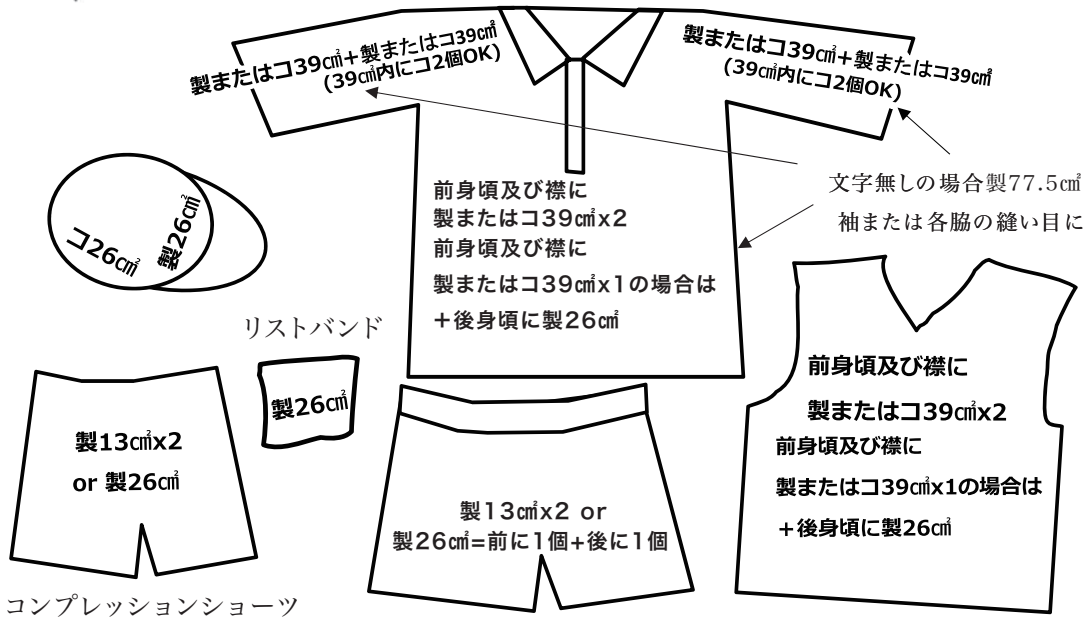 製またはコ39㎠+製またはコ39㎠
(39㎠内にコ2個OK)
製またはコ39㎠+製またはコ39㎠
(39㎠内にコ2個OK)
文字無しの場合製77.5㎠
袖または各脇の縫い目に
前身頃及び襟に
製またはコ39㎠x2
前身頃及び襟に
製またはコ39㎠x1の場合は
+後身頃に製26㎠
コ26㎠
製26㎠
リストバンド
製26㎠
製13㎠x2
or 製26㎠
コンプレッションショーツ
製13㎠x2 or
製26㎠=前に1個+後に1個
前身頃及び襟に
製またはコ39㎠x2
前身頃及び襟に
製またはコ39㎠x1の場合は
+後身頃に製26㎠